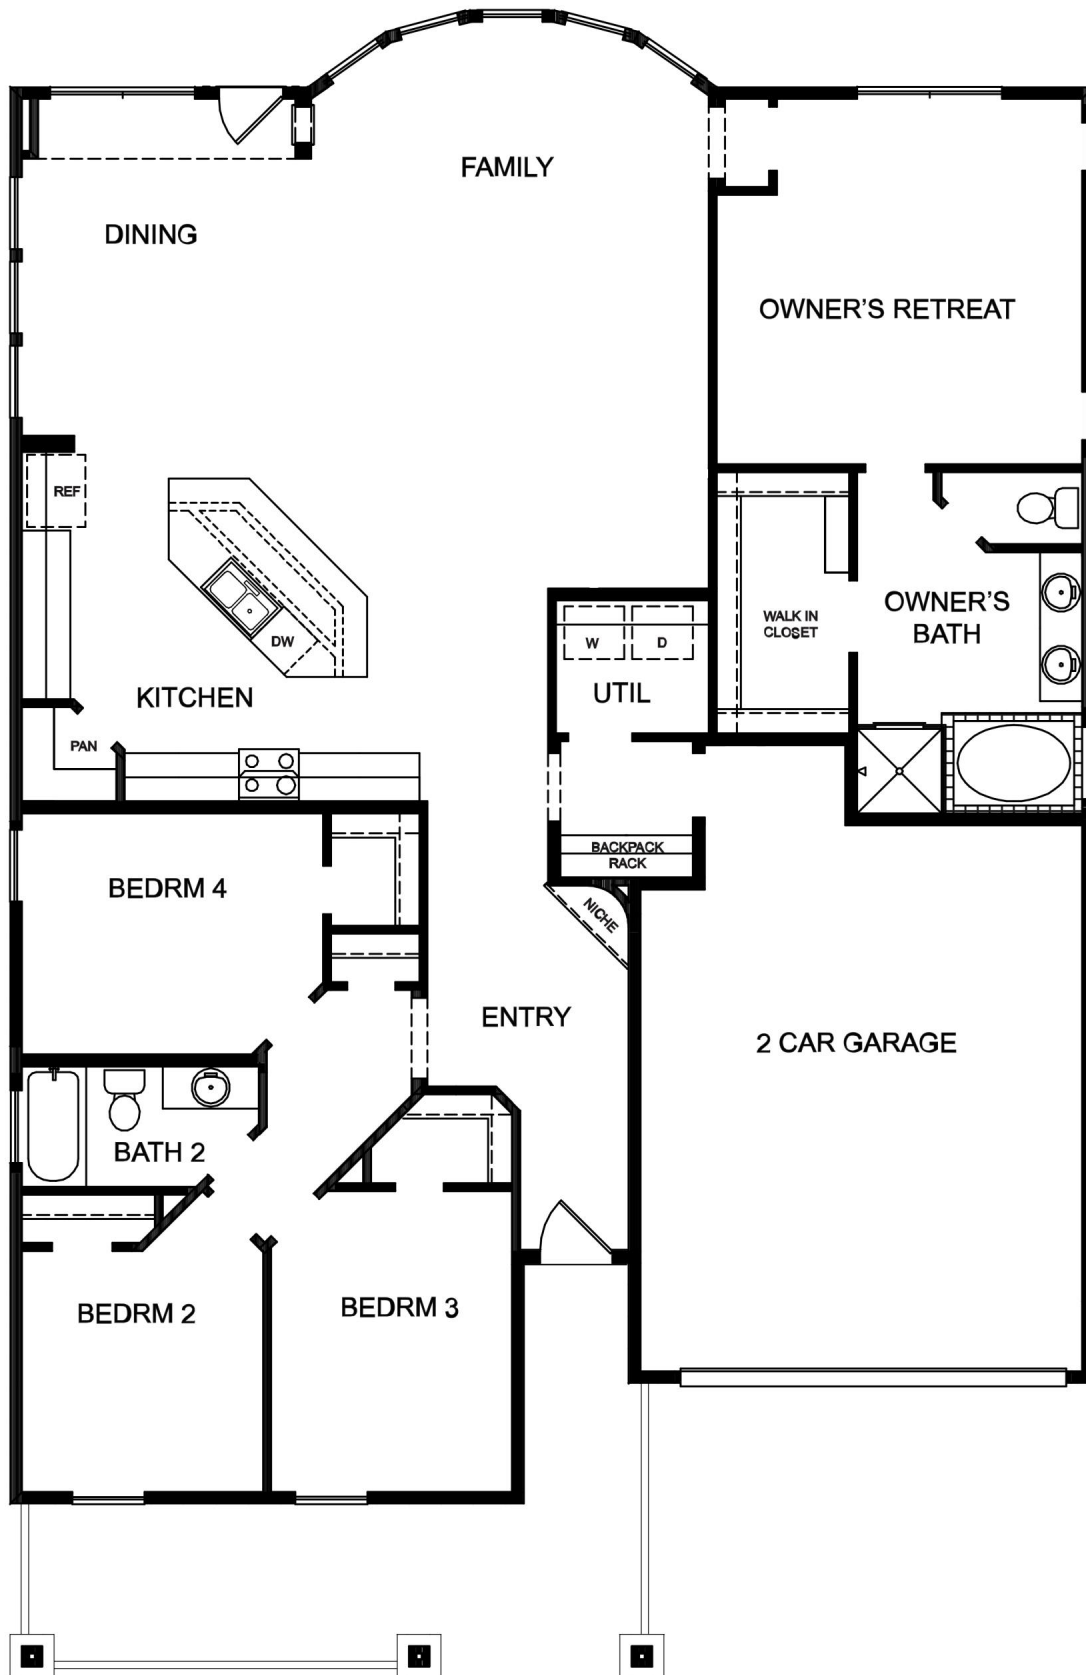 FAMILY
DINING
OWNER'S RETREAT
REF
DW
OWNER'S
BATH
WALK IN
CLOSET
W
D
UTIL
KITCHEN
PAN
BACKPACK
RACK
BEDRM 4
NICHE
ENTRY
2 CAR GARAGE
BATH 2
BEDRM 2
BEDRM 3